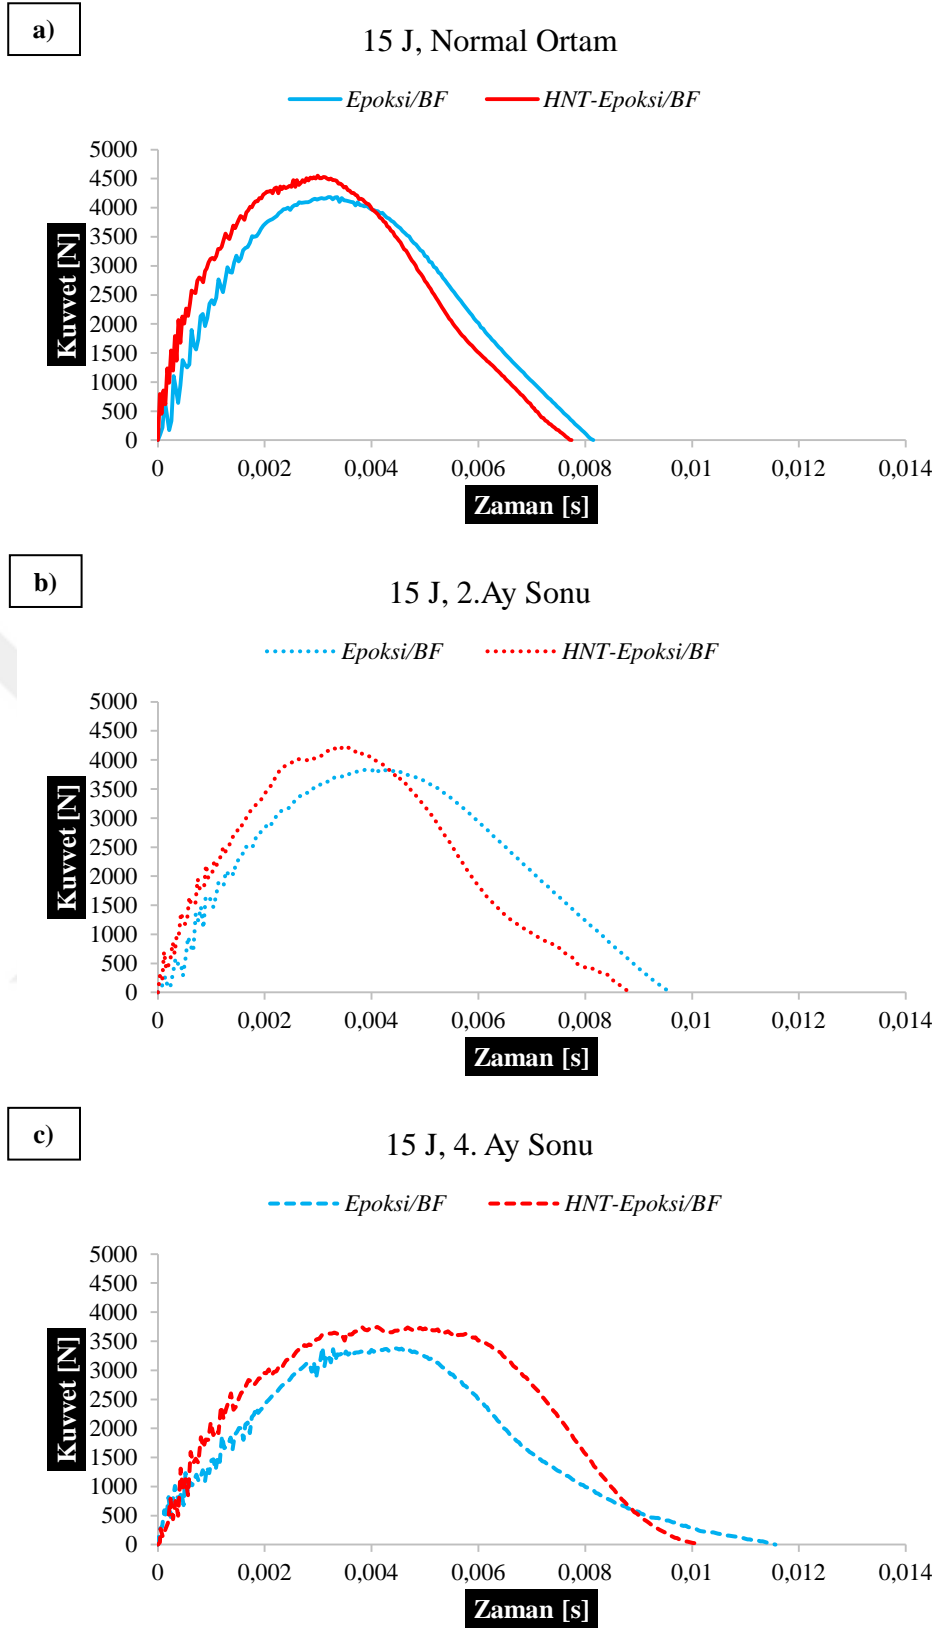 a)
15 J, Normal Ortam
Epoksi/BF HNT-Epoksi/BF
5000
4500
4000
3500
3000
2500
2000
1500
1000
500
0
Kuvvet [N]
0 0,002 0,004 0,006 0,008 0,01 0,012 0,014
Zaman [s]
b)
15 J, 2.Ay Sonu
Epoksi/BF HNT-Epoksi/BF
5000
4500
4000
3500
3000
2500
2000
1500
1000
500
0
Kuvvet [N]
0 0,002 0,004 0,006 0,008 0,01 0,012 0,014
Zaman [s]
c)
15 J, 4. Ay Sonu
Epoksi/BF HNT-Epoksi/BF
5000
4500
4000
3500
3000
2500
2000
1500
1000
500
0
Kuvvet [N]
0 0,002 0,004 0,006 0,008 0,01 0,012 0,014
Zaman [s]